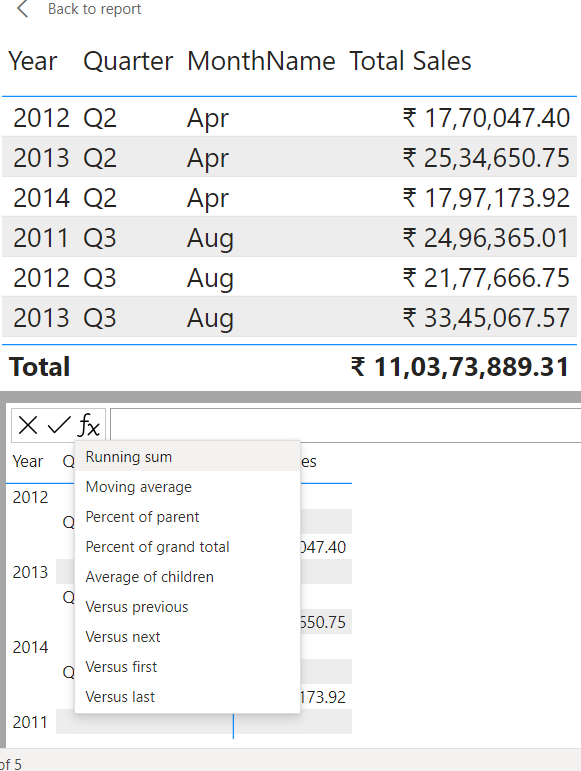 Back to report
Year Quarter MonthName Total Sales
2012 Q2 Apr ₹ 17,70,047.40
2013 Q2 Apr ₹ 25,34,650.75
2014 Q2 Apr ₹ 17,97,173.92
2011 Q3 Aug ₹ 24,96,365.01
2012 Q3 Aug ₹ 21,77,666.75
2013 Q3 Aug ₹ 33,45,067.57
Total ₹ 11,03,73,889.31
fx
Year Q es
Running sum
Moving average
Percent of parent
Percent of grand total
Average of children
Versus previous
Versus next
Versus first
Versus last
2012
Q
047.40
2013
Q
650.75
2014
Q
173.92
2011
of 5